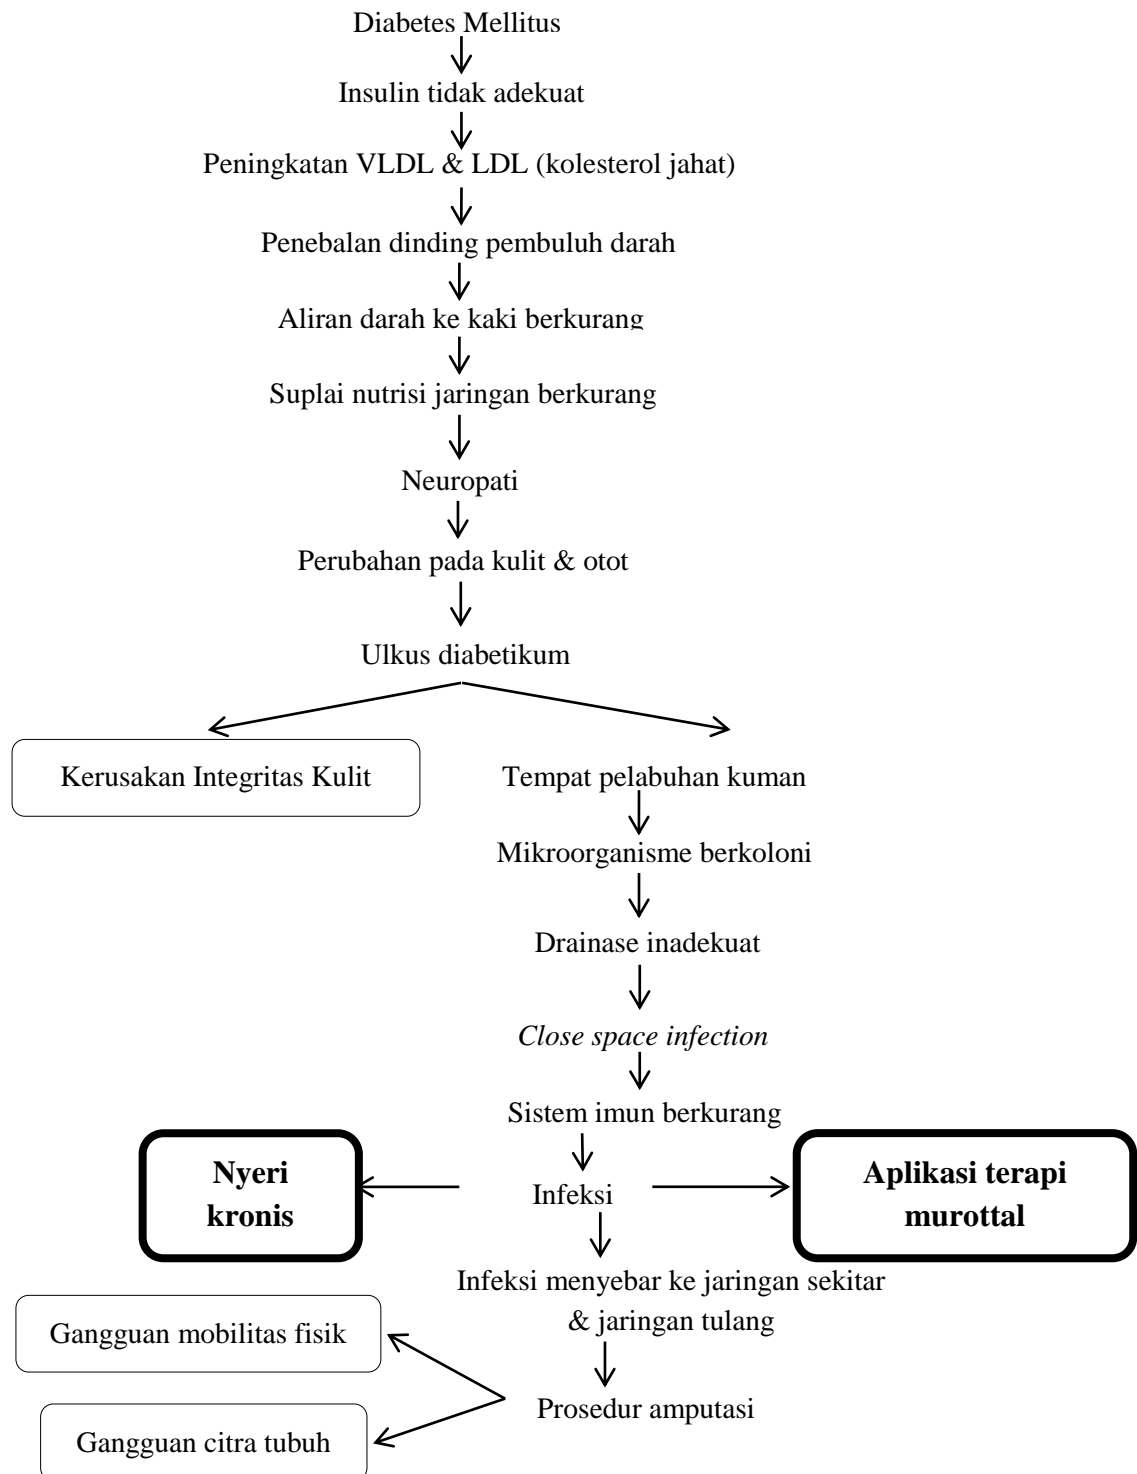 Diabetes Mellitus
Insulin tidak adekuat
Peningkatan VLDL & LDL (kolesterol jahat)
Penebalan dinding pembuluh darah
Aliran darah ke kaki berkurang
Suplai nutrisi jaringan berkurang
Neuropati
Perubahan pada kulit & otot
Ulkus diabetikum
Kerusakan Integritas Kulit
Tempat pelabuhan kuman
Mikroorganisme berkoloni
Drainase inadekuat
Close space infection
Sistem imun berkurang
Nyeri
kronis
Infeksi
Aplikasi terapi
murottal
Infeksi menyebar ke jaringan sekitar
& jaringan tulang
Gangguan mobilitas fisik
Prosedur amputasi
Gangguan citra tubuh